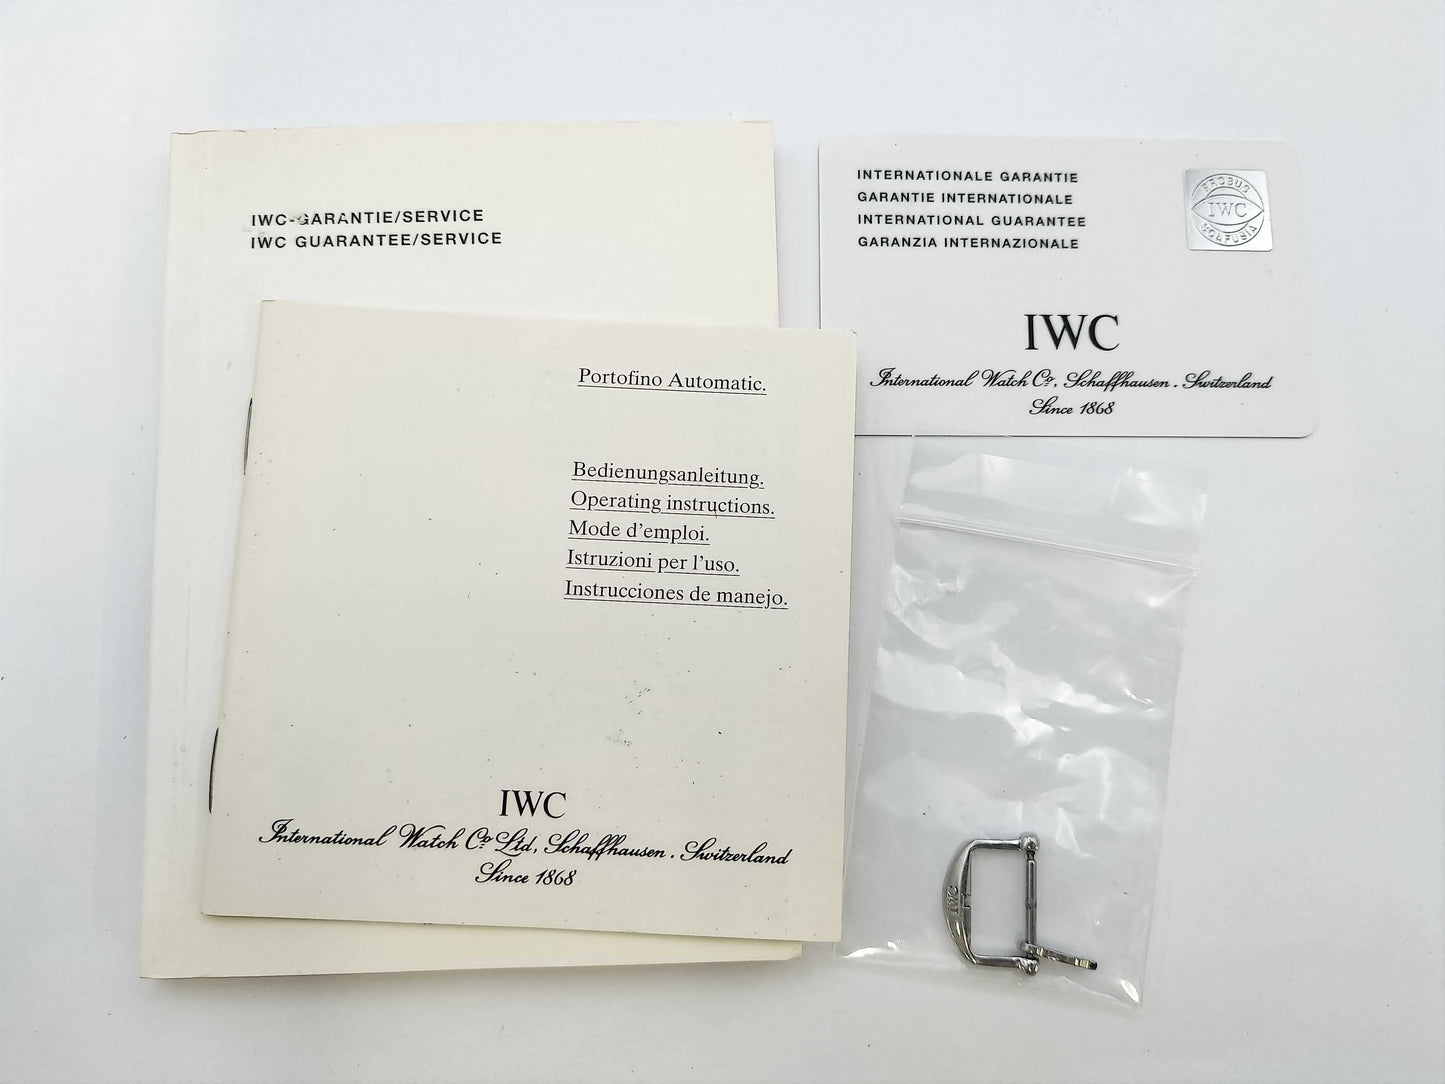 IWC-GARANTIE/SERVICE
IWC GUARANTEE/SERVICE
Portofino Automatic.
Bedienungsanleitung.
Operating instructions.
Mode d'emploi.
Istruzioni per l'uso.
Instrucciones de manejo.
IWC
International Watch Co. Ltd, Schaffhausen . Switzerland
Since 1868
INTERNATIONALE GARANTIE
GARANTIE INTERNATIONALE
INTERNATIONAL GUARANTEE
GARANZIA INTERNAZIONALE
PROBUS
IWC
SCAFUSIA
IWC
International Watch Co., Schaffhausen . Switzerland
Since 1868
IWC